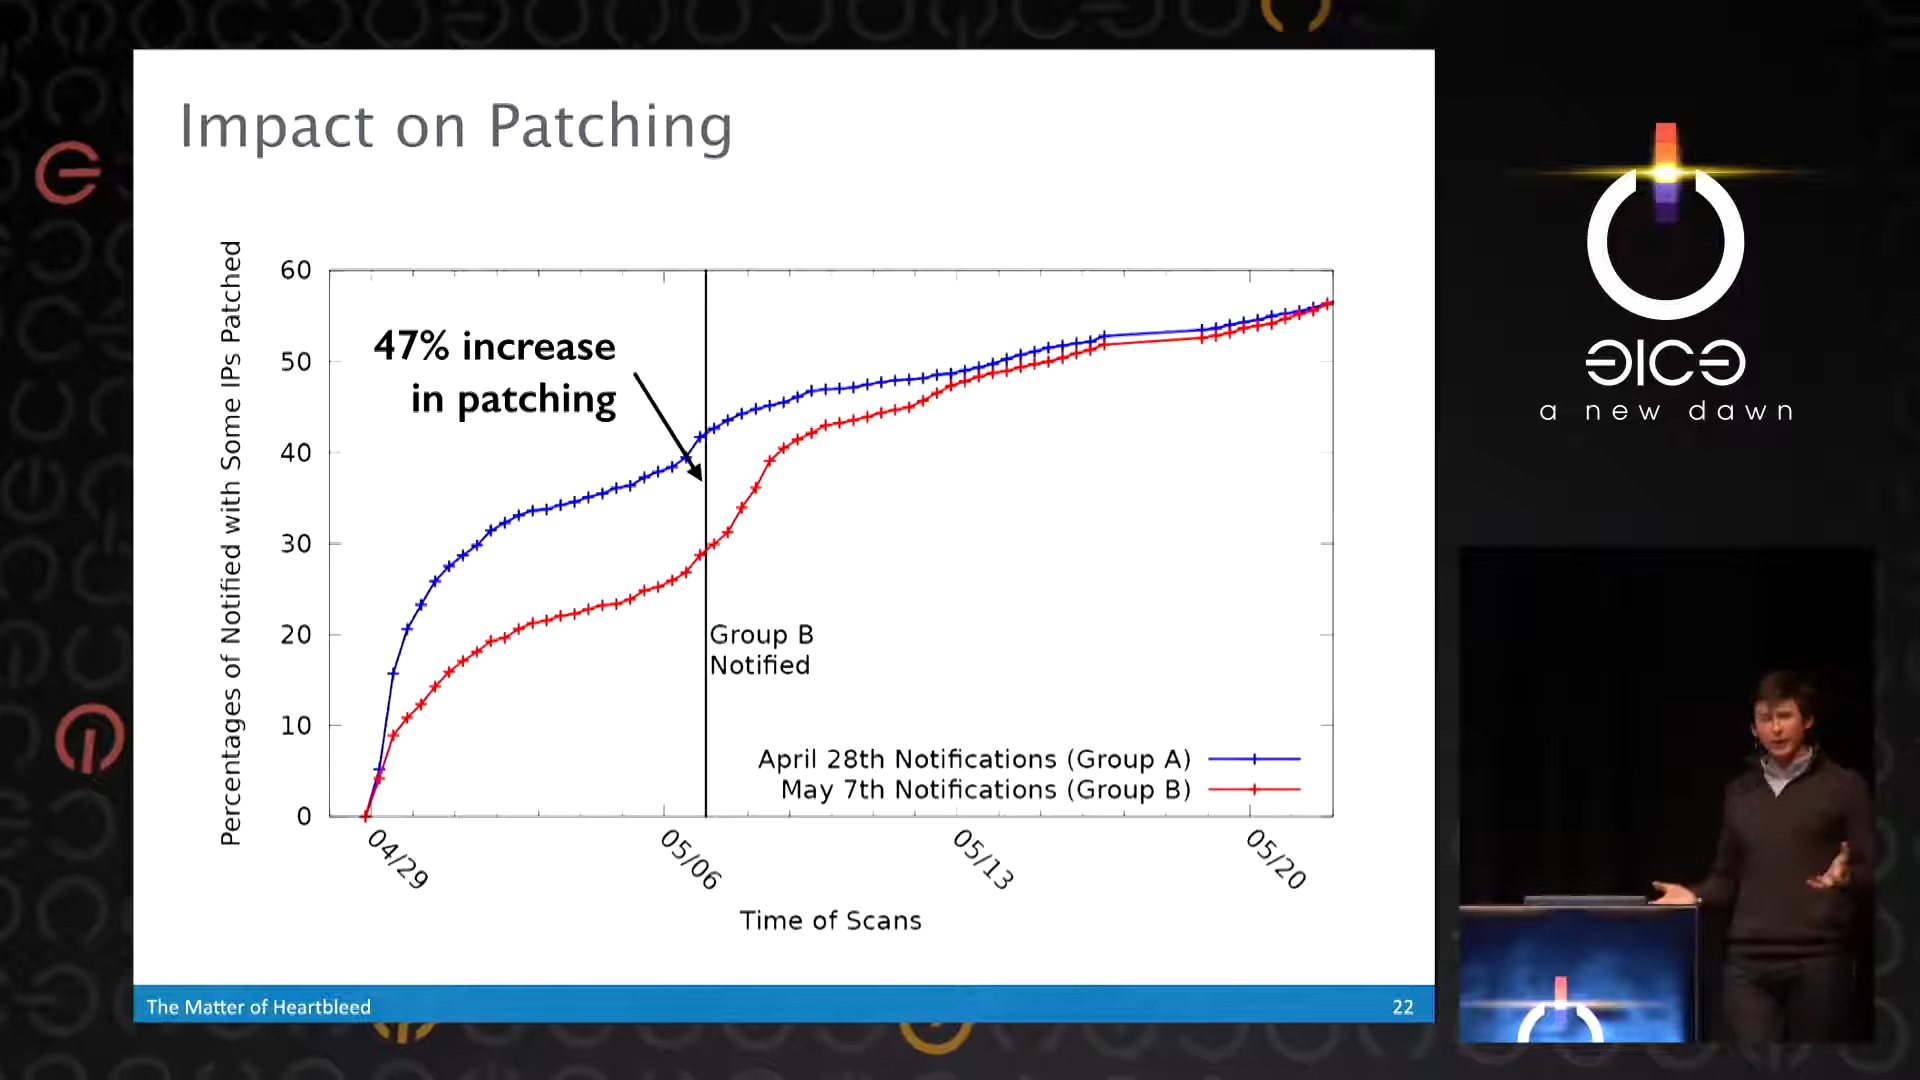 Impact on Patching
Percentages of Notified with Some IPs Patched
60
50
40
30
20
10
0
47% increase
in patching
Group B
Notified
April 28th Notifications (Group A)
May 7th Notifications (Group B)
04/29
05/06
05/13
05/20
Time of Scans
The Matter of Heartbleed
22
a new dawn